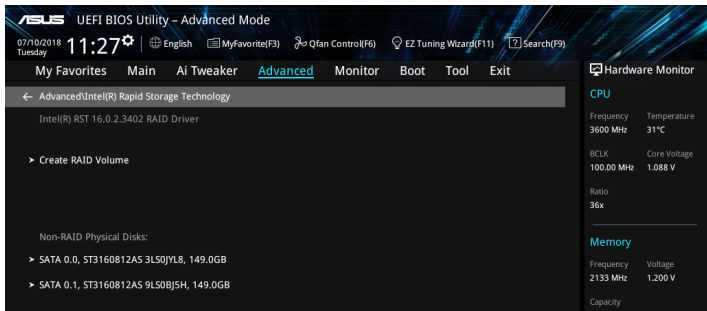 ASUS UEFI BIOS Utility – Advanced Mode
07/10/2018 Tuesday 11:27 English MyFavorite(F3) Qfan Control(F6) EZ Tuning Wizard(F11) Search(F9)
My Favorites Main Ai Tweaker Advanced Monitor Boot Tool Exit
Hardware Monitor
Advanced\Intel(R) Rapid Storage Technology
Intel(R) RST 16.0.2.3402 RAID Driver
Create RAID Volume
Non-RAID Physical Disks:
SATA 0.0, ST3160812AS 3LS0JYL8, 149.0GB
SATA 0.1, ST3160812AS 9LS0BJ5H, 149.0GB
CPU
Frequency Temperature
3600 MHz 31°C
BCLK Core Voltage
100.00 MHz 1.088 V
Ratio
36x
Memory
Frequency Voltage
2133 MHz 1.200 V
Capacity